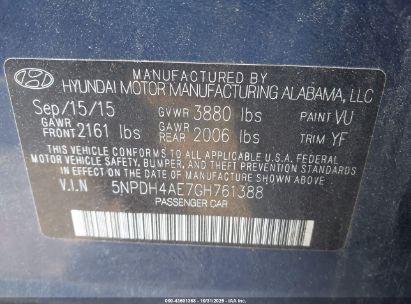 MANUFACTURED BY
HYUNDAI MOTOR MANUFACTURING ALABAMA, LLC
Sep/15/15 GVWR 3880 lbs PAINT VU
GAWR FRONT 2161 lbs GAWR REAR 2006 lbs TRIM YF
THIS VEHICLE CONFORMS TO ALL APPLICABLE U.S.A. FEDERAL
MOTOR VEHICLE SAFETY, BUMPER, AND THEFT PREVENTION STANDARDS
IN EFFECT ON THE DATE OF MANUFACTURE SHOWN ABOVE.
V.I.N 5NPDH4AE7GH761388
PASSENGER CAR